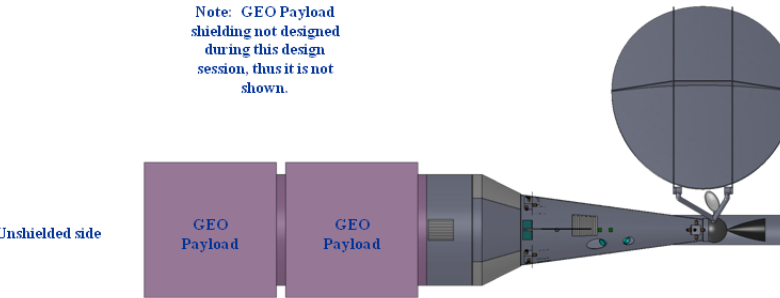 Note: GEO Payload
shielding not designed
during this design
session, thus it is not
shown.
GEO
Payload
GEO
Payload
Unshielded side